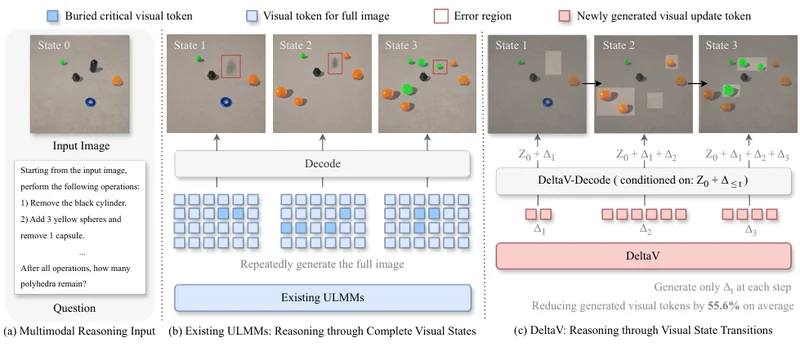 Buried critical visual token
Visual token for full image
Error region
Newly generated visual update token
State 0
Input Image
Starting from the input image,
perform the following operations:
1) Remove the black cylinder.
2) Add 3 yellow spheres and
remove 1 capsule.
...
After all operations, how many
polyhedra remain?
Question
(a) Multimodal Reasoning Input
State 1
State 2
State 3
Decode
Repeatedly generate the full image
Existing ULMMs
(b) Existing ULMMs: Reasoning through Complete Visual States
State 1
State 2
State 3
Z₀ + Δ₁
Z₀ + Δ₁ + Δ₂
Z₀ + Δ₁ + Δ₂ + Δ₃
DeltaV-Decode ( conditioned on: Z₀ + Δ≤ t )
Δ₁
Δ₂
Δ₃
DeltaV
Generate only Δt at each step
Reducing generated visual tokens by 55.6% on average
(c) DeltaV: Reasoning through Visual State Transitions